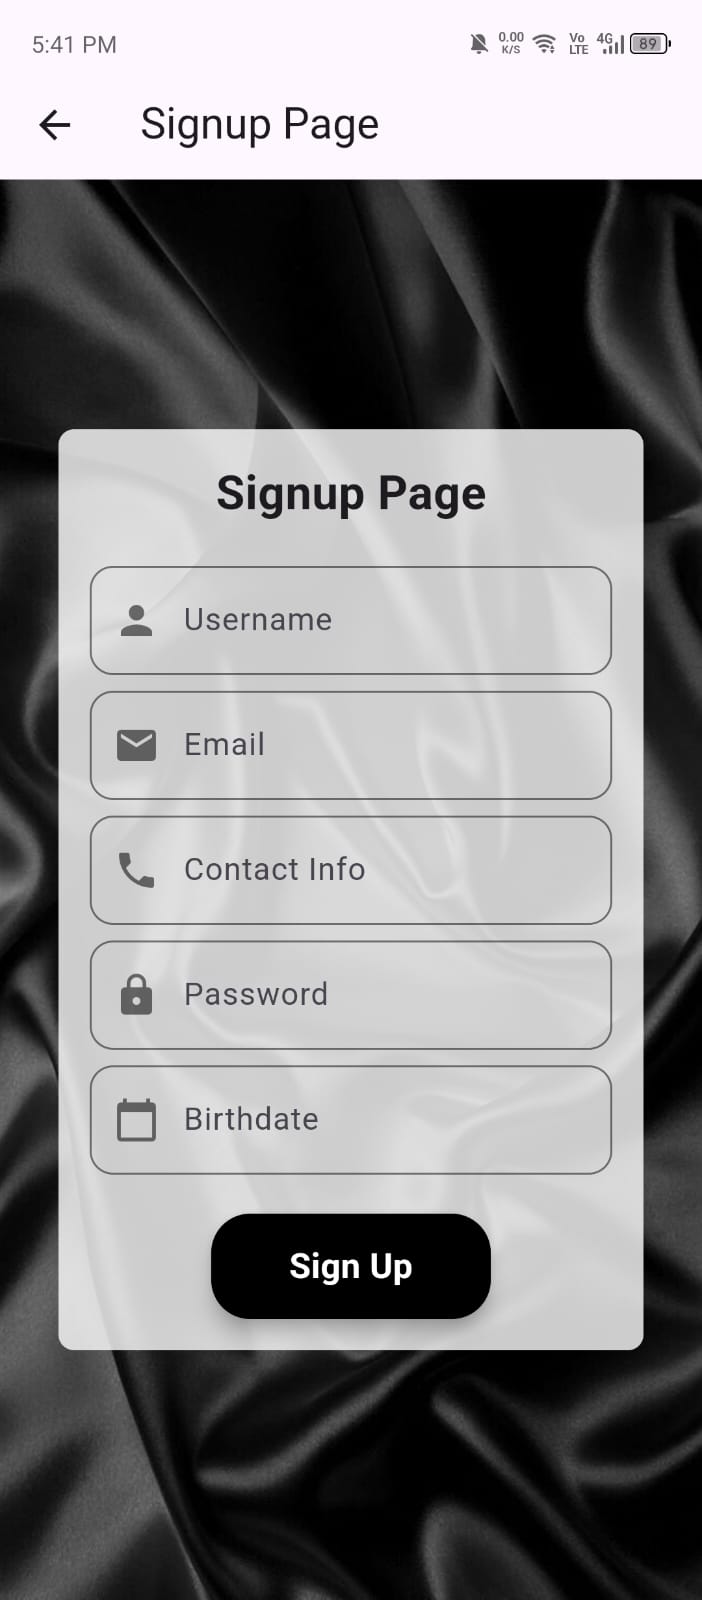 5:41 PM 0.00 K/S Vo LTE 4G 89
Signup Page
Signup Page
Username
Email
Contact Info
Password
Birthdate
Sign Up